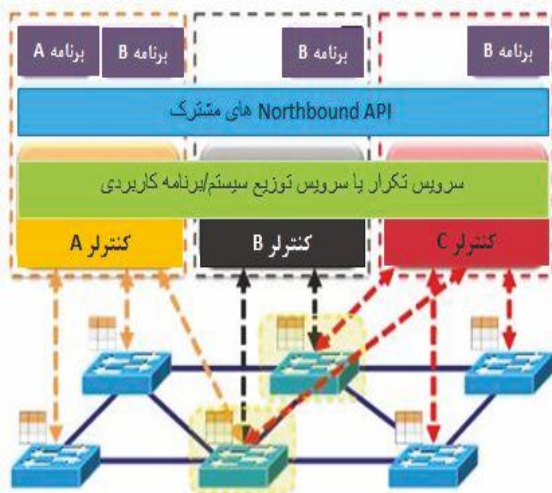 برنامه A برنامه B برنامه B برنامه B
Northbound API های مشترک
سرویس تکرار یا سرویس توزیع سیستم/برنامه کاربردی
کنترلر A کنترلر B کنترلر C